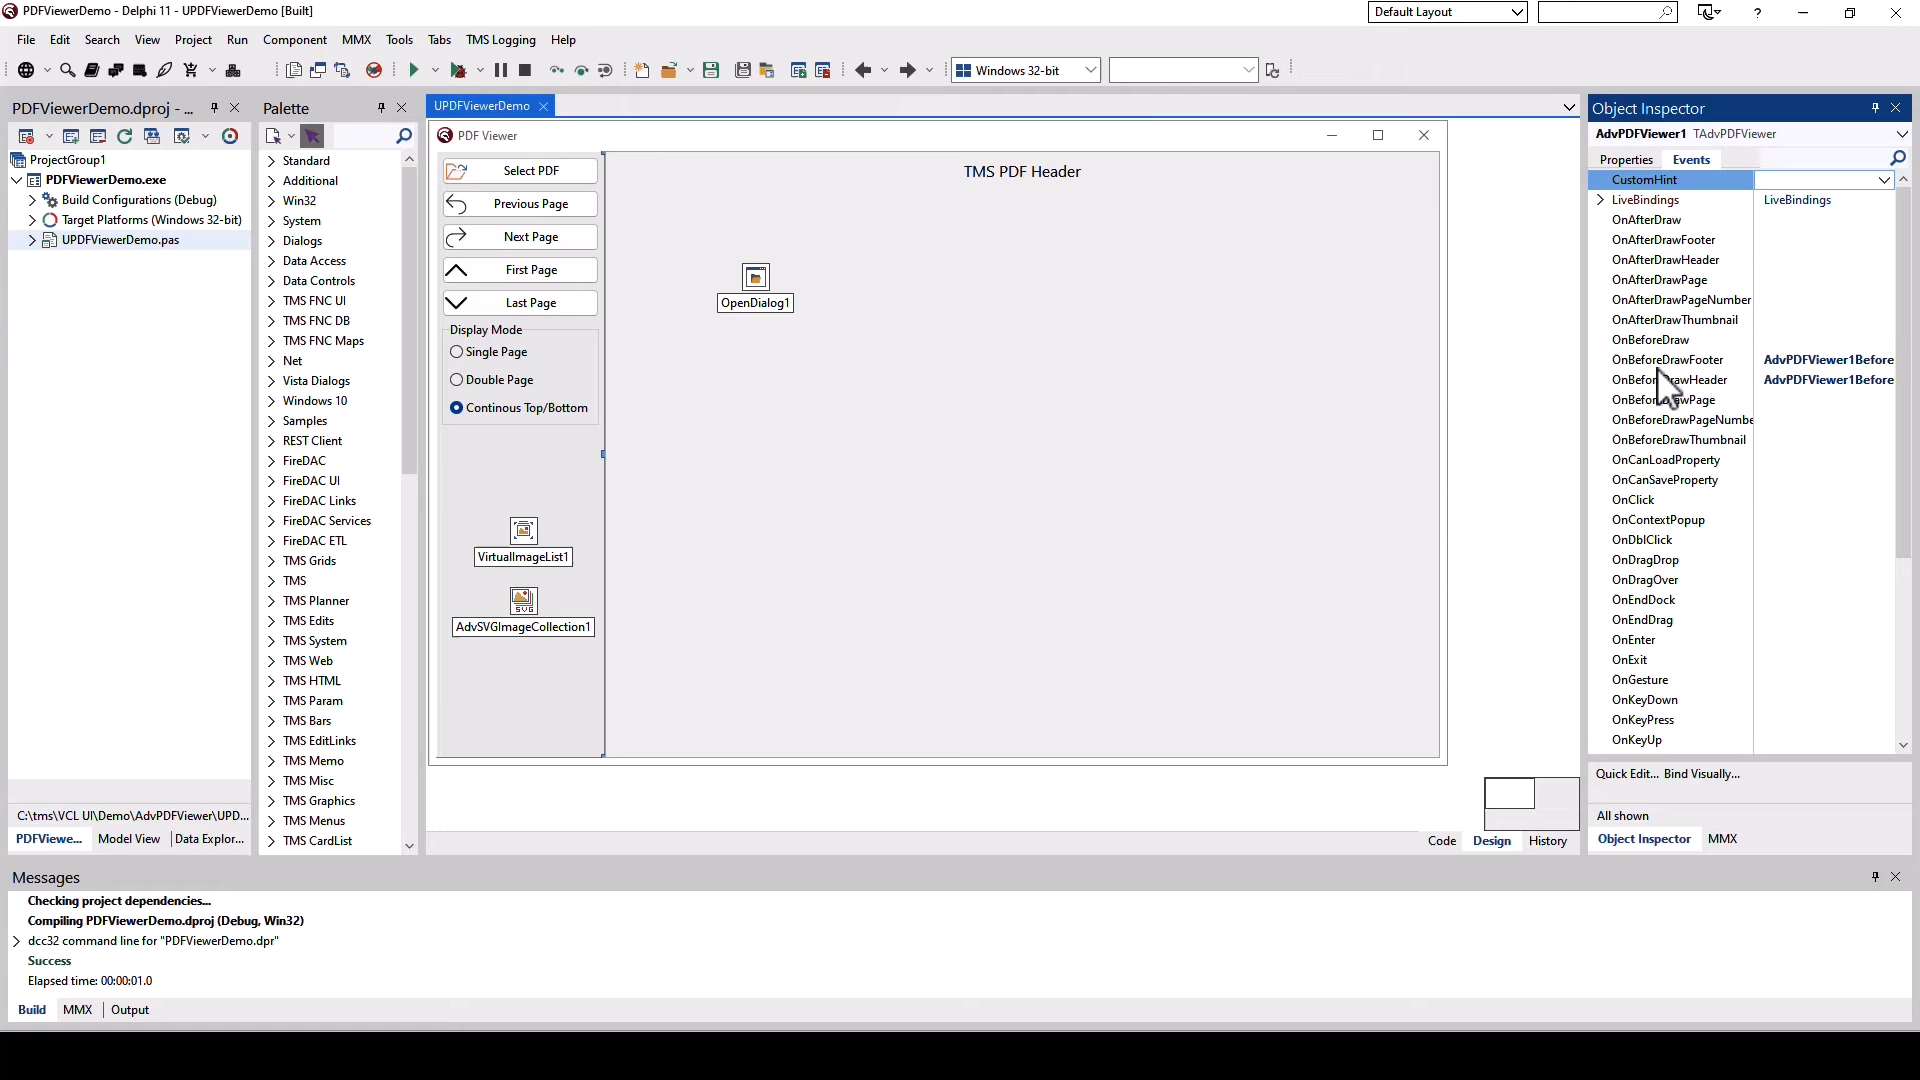 PDFViewerDemo - Delphi 11 - UPDFViewerDemo [Built]
Default Layout
?
File Edit Search View Project Run Component MMX Tools Tabs TMS Logging Help
Windows 32-bit
PDFViewerDemo.dproj - ...
ProjectGroup1
PDFViewerDemo.exe
Build Configurations (Debug)
Target Platforms (Windows 32-bit)
UPDFViewerDemo.pas
C:\tms\VCL UI\Demo\AdvPDFViewer\UPD...
PDFViewe... Model View Data Explor...
Palette
Standard
Additional
Win32
System
Dialogs
Data Access
Data Controls
TMS FNC UI
TMS FNC DB
TMS FNC Maps
Net
Vista Dialogs
Windows 10
Samples
REST Client
FireDAC
FireDAC UI
FireDAC Links
FireDAC Services
FireDAC ETL
TMS Grids
TMS
TMS Planner
TMS Edits
TMS System
TMS Web
TMS HTML
TMS Param
TMS Bars
TMS EditLinks
TMS Memo
TMS Misc
TMS Graphics
TMS Menus
TMS CardList
UPDFViewerDemo
PDF Viewer
Select PDF
Previous Page
Next Page
First Page
Last Page
Display Mode
Single Page
Double Page
Continous Top/Bottom
VirtualImageList1
SVG
AdvSVGImageCollection1
TMS PDF Header
OpenDialog1
Code Design History
Object Inspector
AdvPDFViewer1 TAdvPDFViewer
Properties Events
CustomHint
LiveBindings LiveBindings
OnAfterDraw
OnAfterDrawFooter
OnAfterDrawHeader
OnAfterDrawPage
OnAfterDrawPageNumber
OnAfterDrawThumbnail
OnBeforeDraw
OnBeforeDrawFooter AdvPDFViewer1Before
OnBeforeDrawHeader AdvPDFViewer1Before
OnBeforeDrawPage
OnBeforeDrawPageNumbe
OnBeforeDrawThumbnail
OnCanLoadProperty
OnCanSaveProperty
OnClick
OnContextPopup
OnDblClick
OnDragDrop
OnDragOver
OnEndDock
OnEndDrag
OnEnter
OnExit
OnGesture
OnKeyDown
OnKeyPress
OnKeyUp
Quick Edit... Bind Visually...
All shown
Object Inspector MMX
Messages
Checking project dependencies...
Compiling PDFViewerDemo.dproj (Debug, Win32)
dcc32 command line for "PDFViewerDemo.dpr"
Success
Elapsed time: 00:00:01.0
Build MMX Output